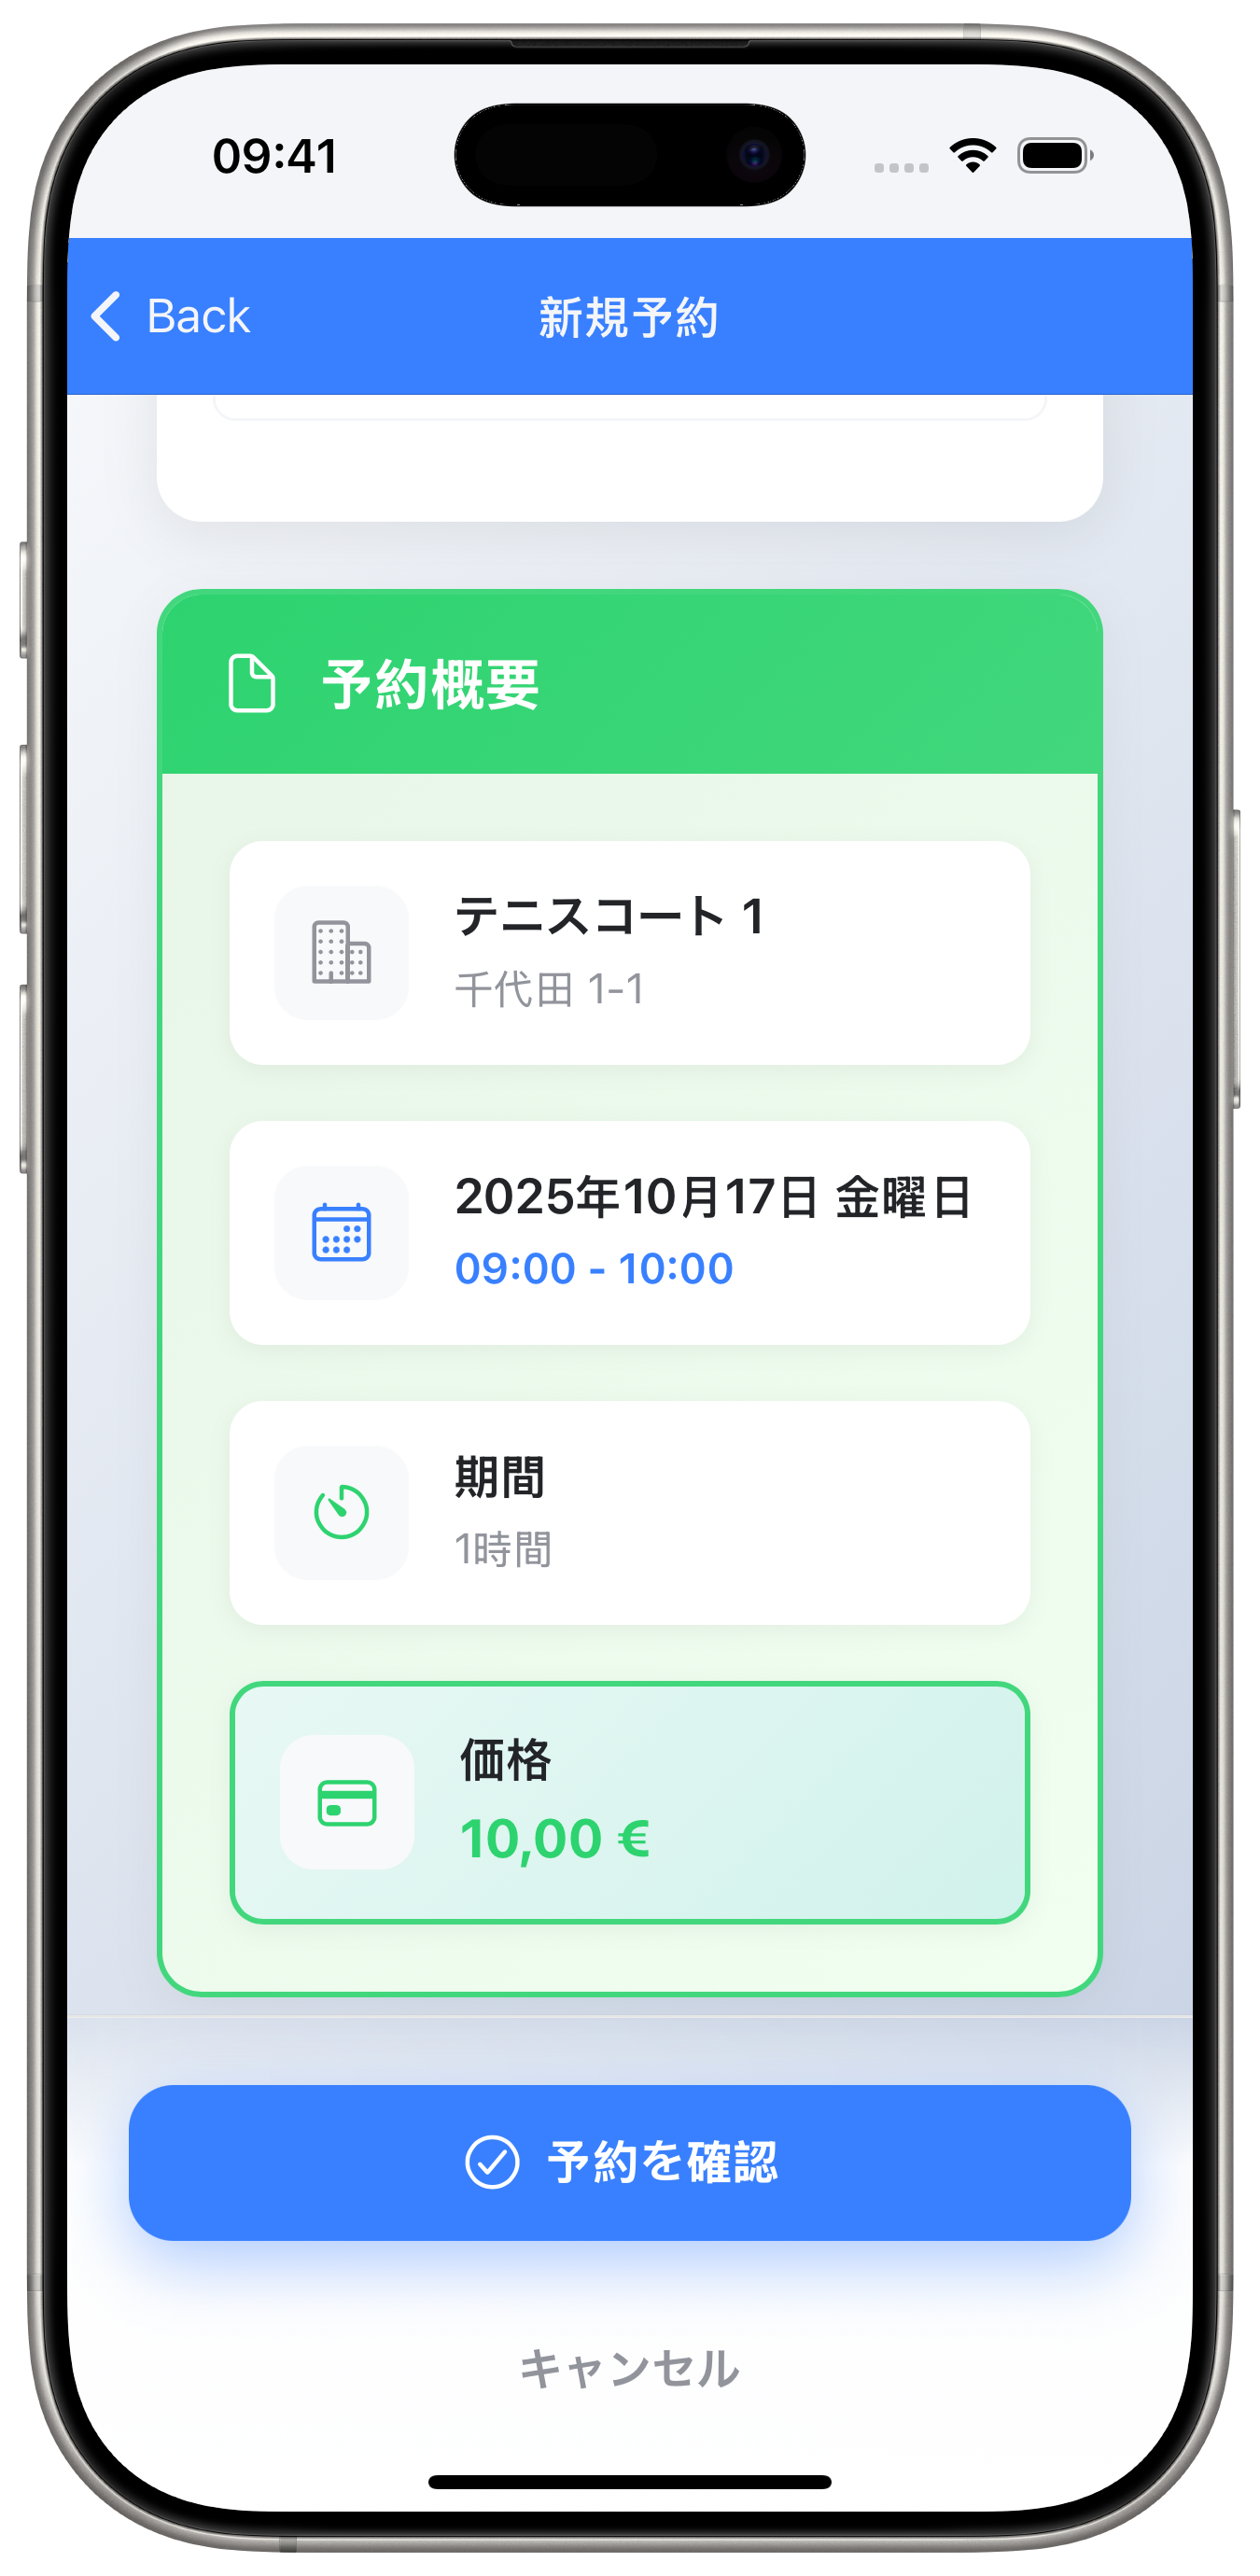 09:41
Back
新規予約
予約概要
テニスコート 1
千代田 1-1
2025年10月17日 金曜日
09:00 - 10:00
期間
1時間
価格
10,00 €
予約を確認
キャンセル